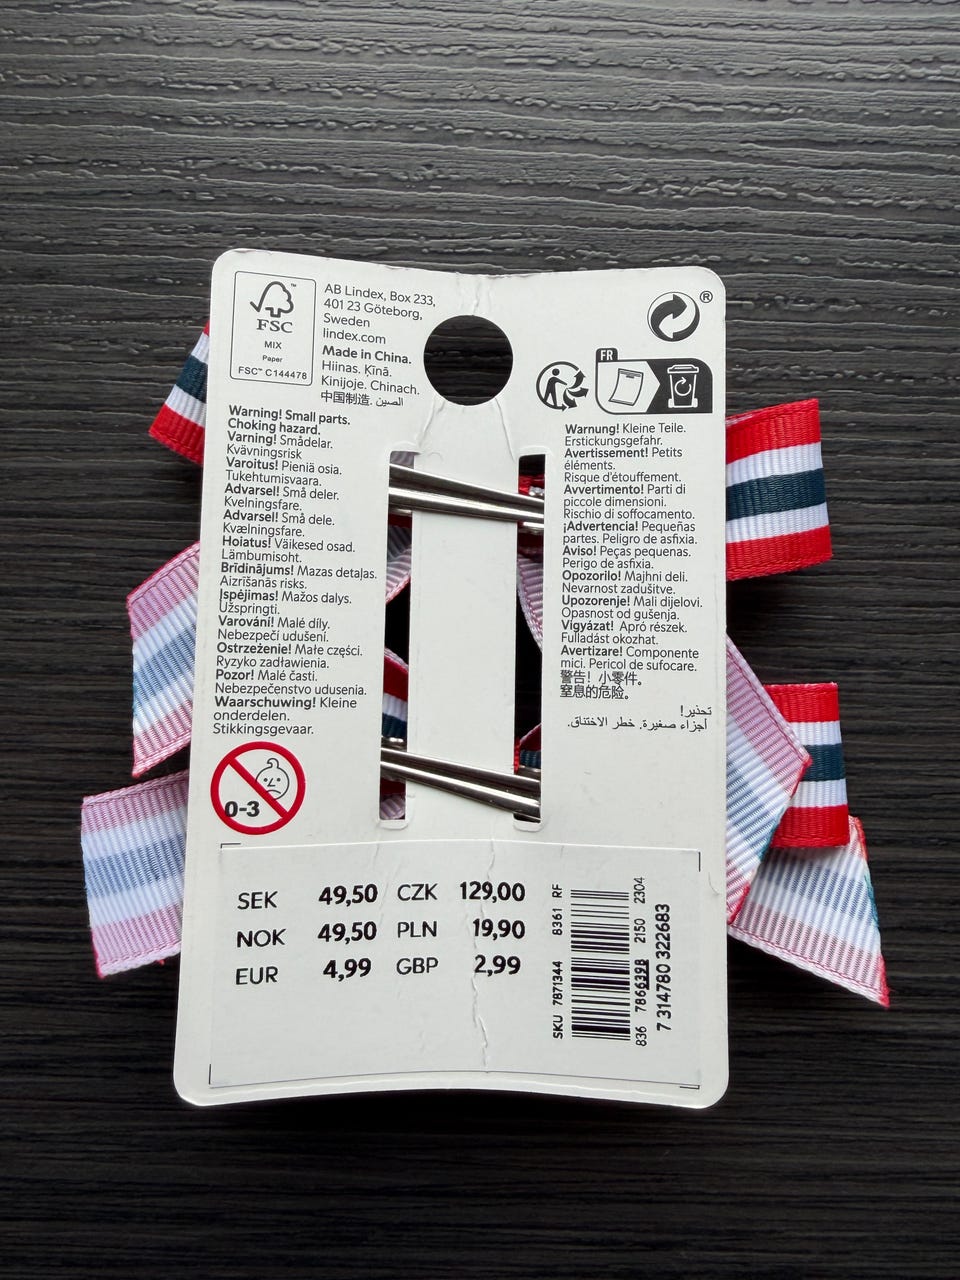 FSC™
MIX
Paper
FSC™ C144478
AB Lindex, Box 233,
401 23 Göteborg,
Sweden
lindex.com
Made in China.
Hiinas. Ķīnā.
Kinijoje. Chinach.
中国制造. الصين
®
FR
Warning! Small parts.
Choking hazard.
Varning! Smådelar.
Kvävningsrisk
Varoitus! Pieniä osia.
Tukehtumisvaara.
Advarsel! Små deler.
Kvelningsfare.
Advarsel! Små dele.
Kvælningsfare.
Hoiatus! Väikesed osad.
Lämbumisoht.
Brīdinājums! Mazas detaļas.
Aizrīšanās risks.
Įspėjimas! Mažos dalys.
Užspringti.
Varování! Malé díly.
Nebezpečí udušení.
Ostrzeżenie! Małe części.
Ryzyko zadławienia.
Pozor! Malé časti.
Nebezpečenstvo udusenia.
Waarschuwing! Kleine
onderdelen.
Stikkingsgevaar.
0-3
Warnung! Kleine Teile.
Erstickungsgefahr.
Avertissement! Petits
éléments.
Risque d'étouffement.
Avvertimento! Parti di
piccole dimensioni.
Rischio di soffocamento.
¡Advertencia! Pequeñas
partes. Peligro de asfixia.
Aviso! Peças pequenas.
Perigo de asfixia.
Opozorilo! Majhni deli.
Nevarnost zadušitve.
Upozorenje! Mali dijelovi.
Opasnost od gušenja.
Vigyázat! Apró részek.
Fulladást okozhat.
Avertizare! Componente
mici. Pericol de sufocare.
警告！小零件。
窒息的危险。
تحذير!
أجزاء صغيرة. خطر الاختناق.
SEK 49,50 CZK 129,00
NOK 49,50 PLN 19,90
EUR 4,99 GBP 2,99
SKU 7871344 8361 RF
836 7866398 2150 2304
7 314780 322683